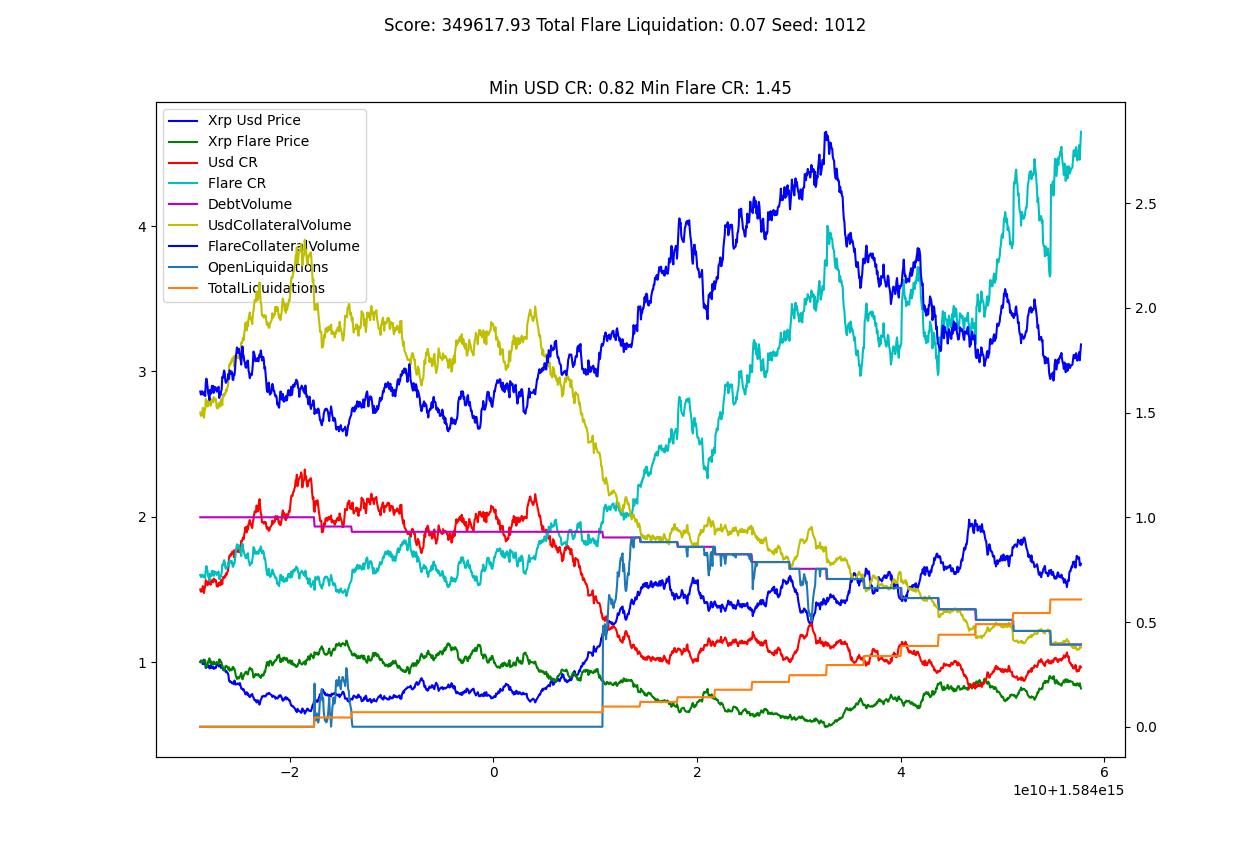 Score: 349617.93 Total Flare Liquidation: 0.07 Seed: 1012
Min USD CR: 0.82 Min Flare CR: 1.45
Xrp Usd Price
Xrp Flare Price
Usd CR
Flare CR
DebtVolume
UsdCollateralVolume
FlareCollateralVolume
OpenLiquidations
TotalLiquidations
4
3
2
1
2.5
2.0
1.5
1.0
0.5
0.0
−2 0 2 4 6
1e10+1.584e15